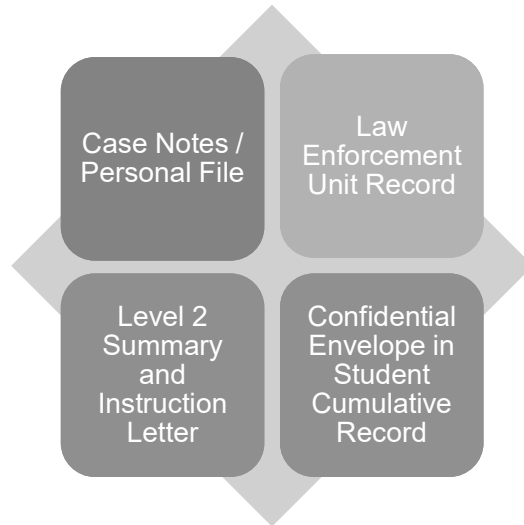 Case Notes /
Personal File
Law
Enforcement
Unit Record
Level 2
Summary
and
Instruction
Letter
Confidential
Envelope in
Student
Cumulative
Record